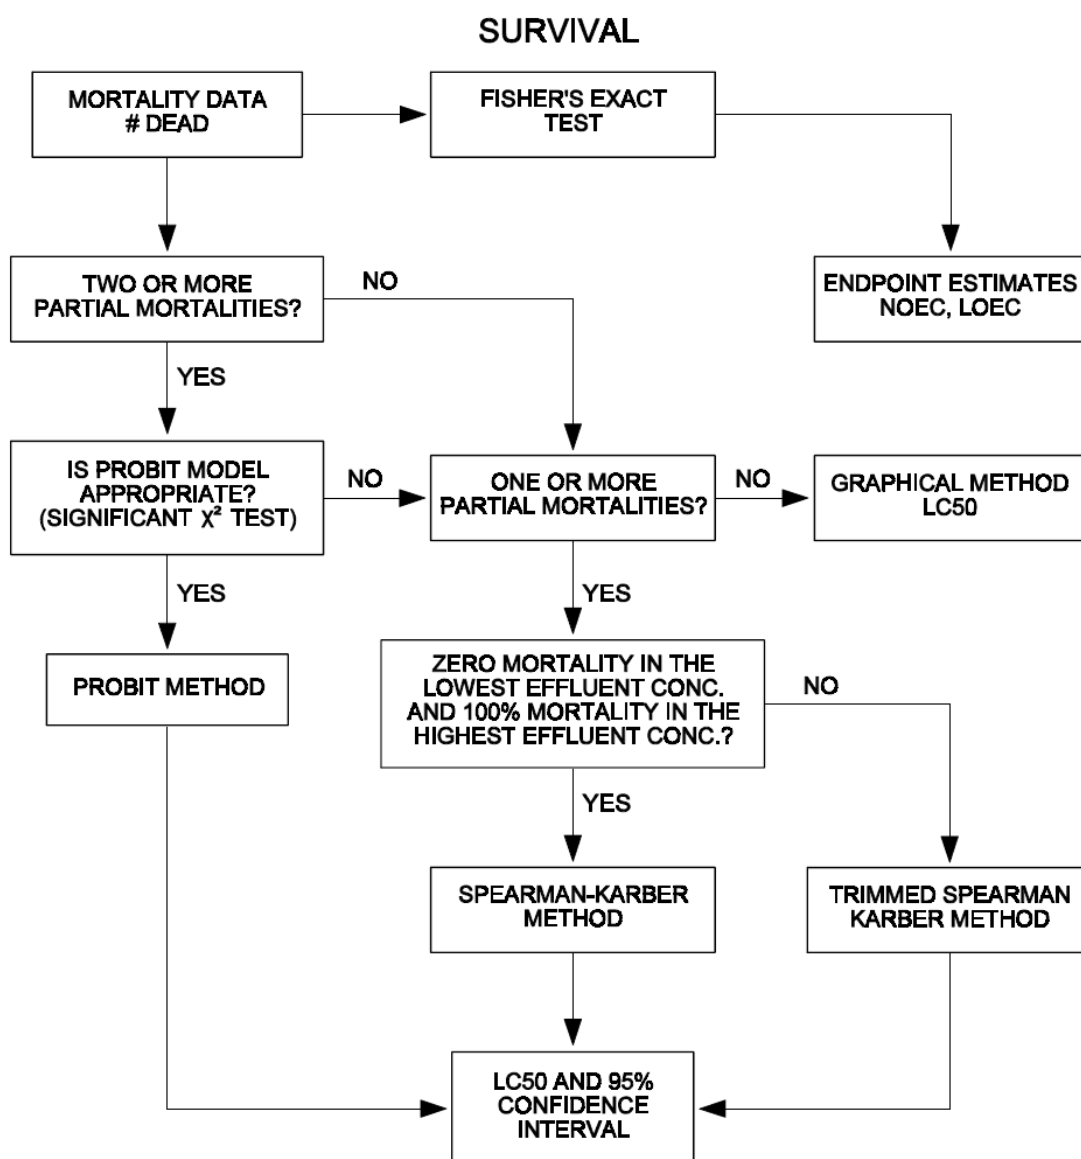 SURVIVAL
MORTALITY DATA
# DEAD
FISHER'S EXACT
TEST
TWO OR MORE
PARTIAL MORTALITIES?
NO
ENDPOINT ESTIMATES
NOEC, LOEC
YES
IS PROBIT MODEL
APPROPRIATE?
(SIGNIFICANT χ² TEST)
NO
ONE OR MORE
PARTIAL MORTALITIES?
NO
GRAPHICAL METHOD
LC50
YES
YES
PROBIT METHOD
ZERO MORTALITY IN THE
LOWEST EFFLUENT CONC.
AND 100% MORTALITY IN THE
HIGHEST EFFLUENT CONC.?
NO
YES
SPEARMAN-KARBER
METHOD
TRIMMED SPEARMAN
KARBER METHOD
LC50 AND 95%
CONFIDENCE
INTERVAL